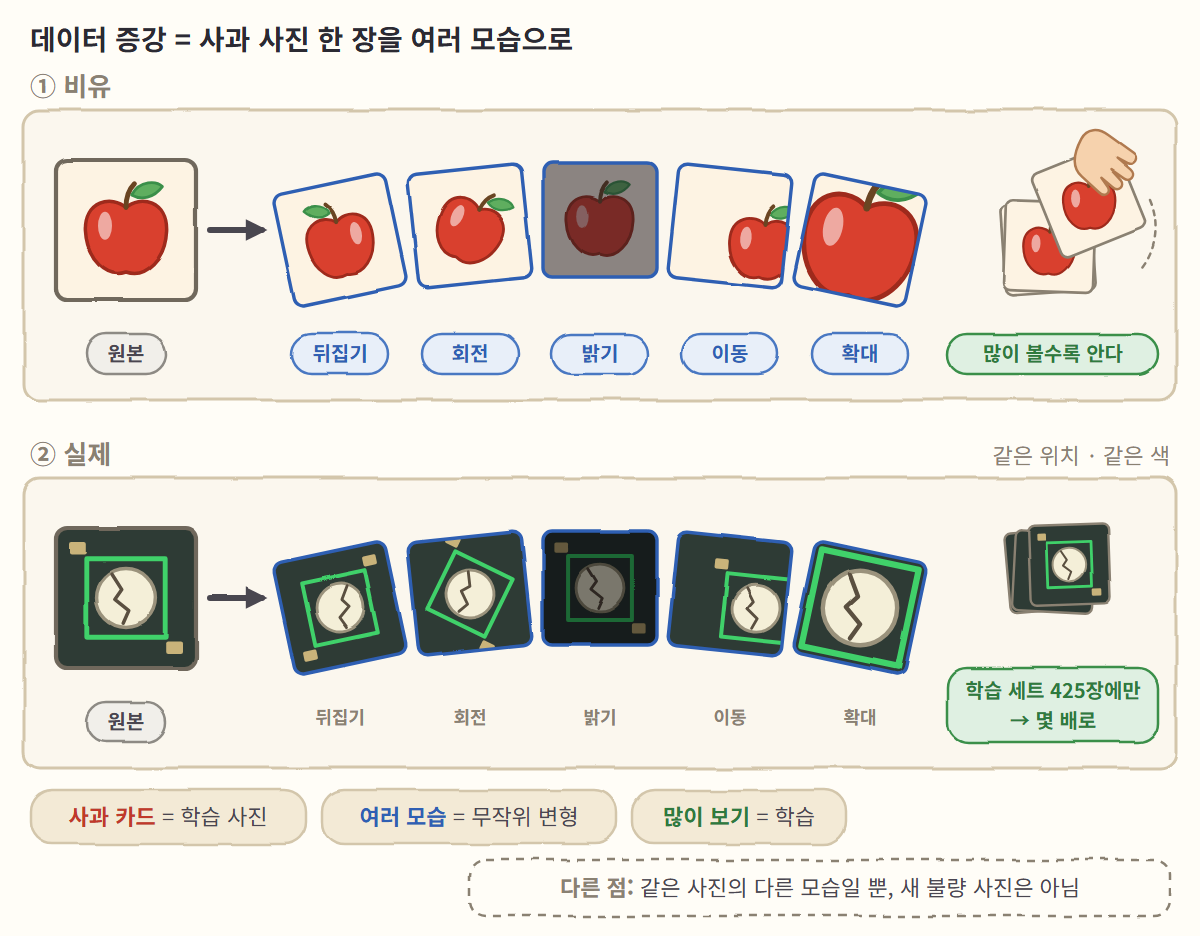 데이터 증강 = 사과 사진 한 장을 여러 모습으로
① 비유
원본
뒤집기
회전
밝기
이동
확대
많이 볼수록 안다
② 실제
같은 위치 · 같은 색
원본
뒤집기
회전
밝기
이동
확대
학습 세트 425장에만
→ 몇 배로
사과 카드 = 학습 사진
여러 모습 = 무작위 변형
많이 보기 = 학습
다른 점: 같은 사진의 다른 모습일 뿐, 새 불량 사진은 아님